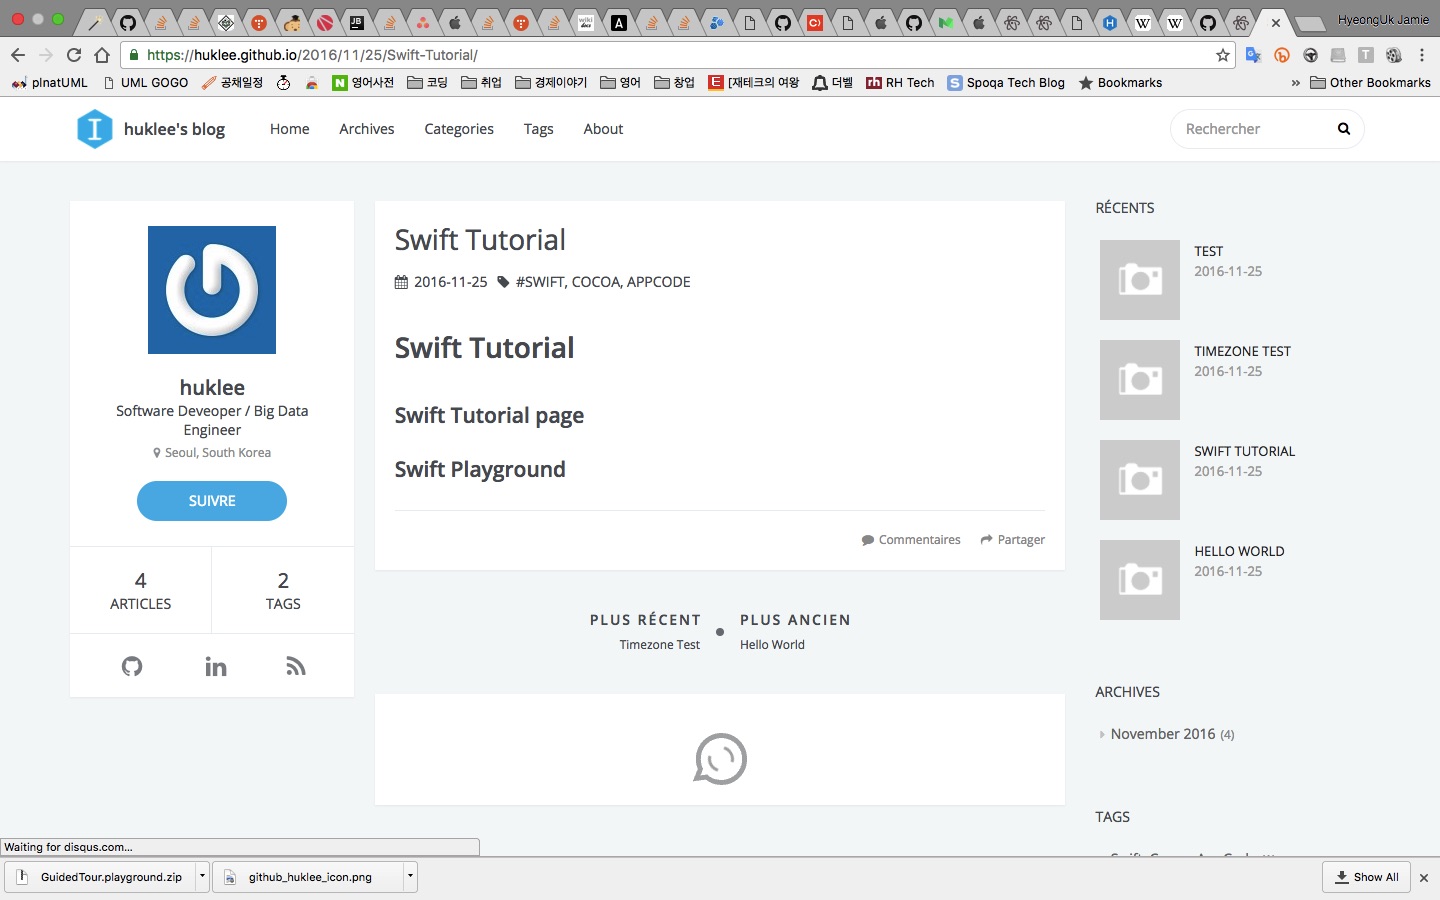 HyeongUk Jamie
https://huklee.github.io/2016/11/25/Swift-Tutorial/
plnatUML
UML GOGO
공채일정
영어사전
코딩
취업
경제이야기
영어
창업
[재테크의 여왕
더벨
RH Tech
Spoqa Tech Blog
Bookmarks
»
Other Bookmarks
huklee's blog
Home
Archives
Categories
Tags
About
Rechercher
huklee
Software Deveoper / Big Data
Engineer
Seoul, South Korea
SUIVRE
4
ARTICLES
2
TAGS
Swift Tutorial
2016-11-25
#SWIFT, COCOA, APPCODE
Swift Tutorial
Swift Tutorial page
Swift Playground
Commentaires
Partager
PLUS RÉCENT
Timezone Test
PLUS ANCIEN
Hello World
RÉCENTS
TEST
2016-11-25
TIMEZONE TEST
2016-11-25
SWIFT TUTORIAL
2016-11-25
HELLO WORLD
2016-11-25
ARCHIVES
November 2016 (4)
TAGS
Waiting for disqus.com...
GuidedTour.playground.zip
github_huklee_icon.png
Show All